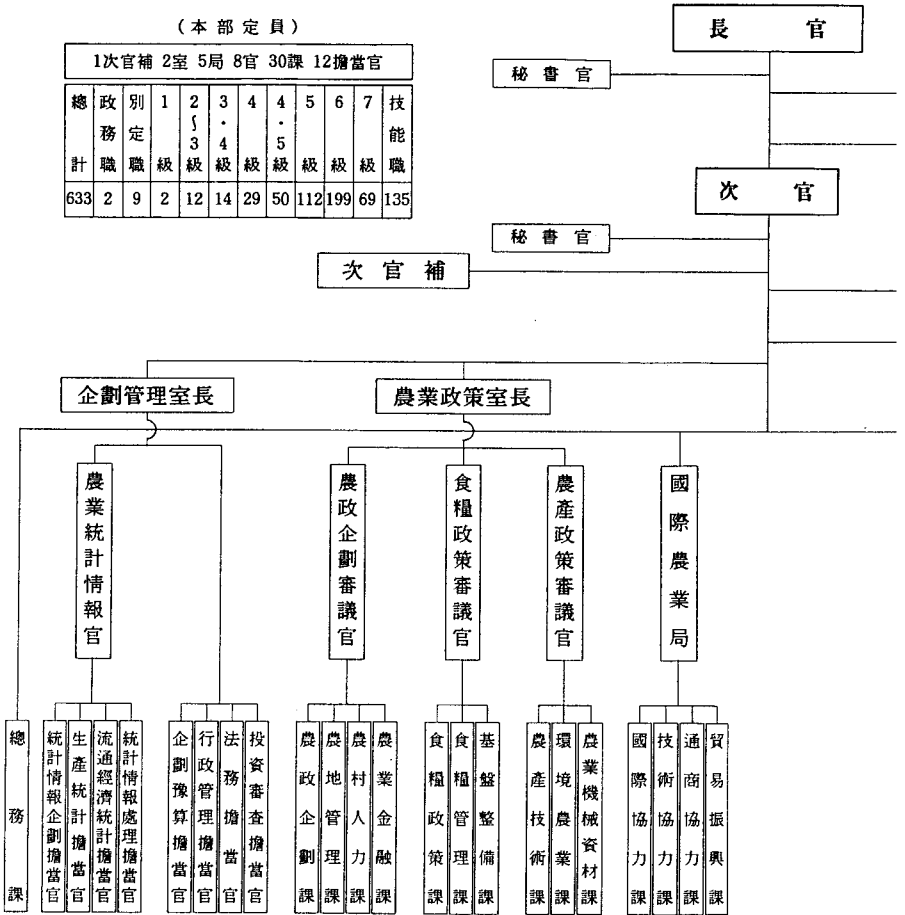 (本部定員)
1次官補 2室 5局 8官 30課 12擔當官
總計 政務職 別定職 1級 2~3級 3·4級 4級 4·5級 5級 6級 7級 技能職
633 2 9 2 12 14 29 50 112 199 69 135
長官
秘書官
次官
秘書官
次官補
企劃管理室長
農業政策室長
農業統計情報官
農政企劃審議官
食糧政策審議官
農產政策審議官
國際農業局
總務課
統計情報企劃擔當官
生產統計擔當官
流通經濟統計擔當官
統計情報處理擔當官
企劃豫算擔當官
行政管理擔當官
法務擔當官
投資審査擔當官
農政企劃課
農地管理課
農村人力課
農業金融課
食糧政策課
食糧管理課
基盤整備課
農產技術課
環境農業課
農業機械資材課
國際協力課
技術協力課
通商協力課
貿易振興課